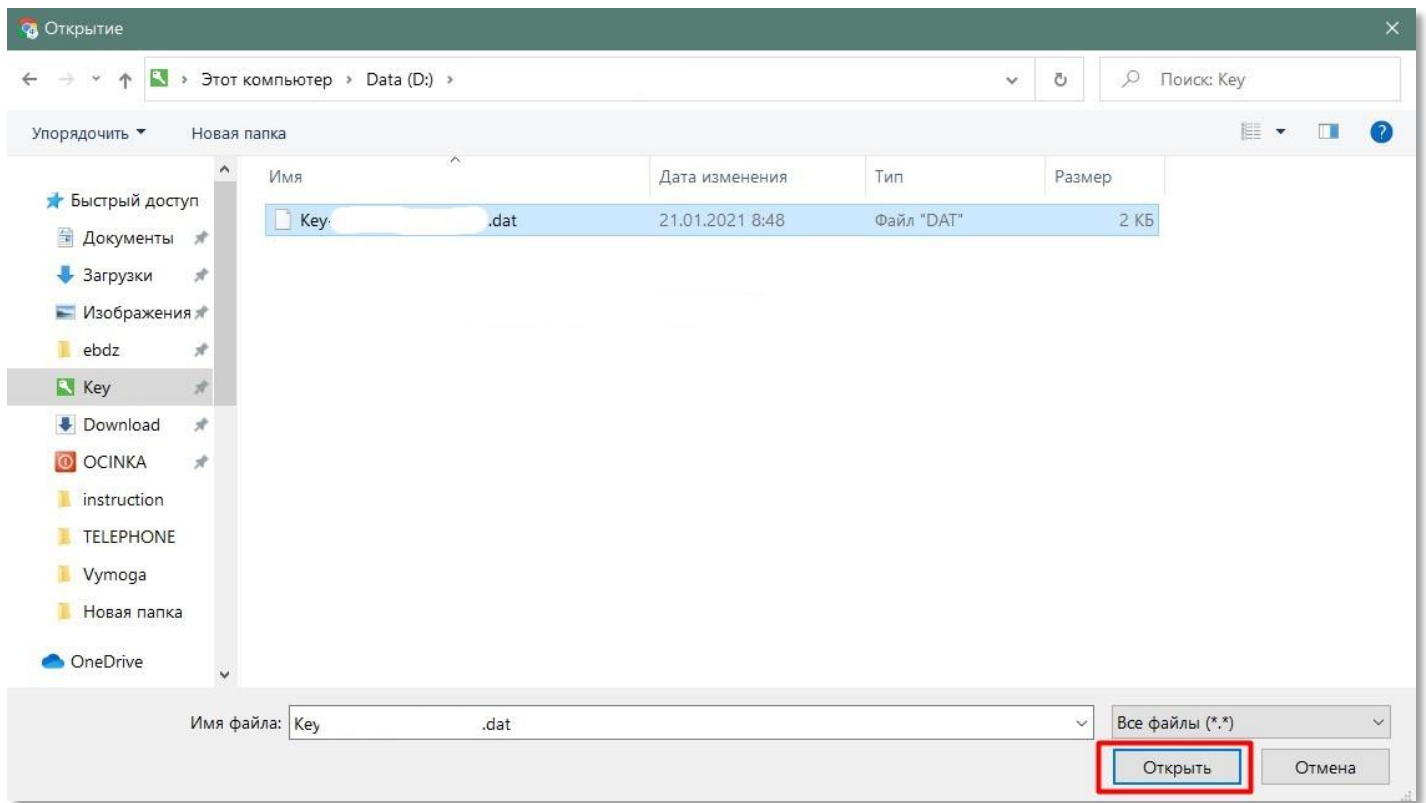 Открытие
Этот компьютер › Data (D:) ›
Поиск: Key
Упорядочить
Новая папка
Имя
Дата изменения
Тип
Размер
Быстрый доступ
Документы
Загрузки
Изображения
ebdz
Key
Download
OCINKA
instruction
TELEPHONE
Vymoga
Новая папка
OneDrive
Key- .dat
21.01.2021 8:48
Файл "DAT"
2 КБ
Имя файла: Key .dat
Все файлы (*.*)
Открыть
Отмена